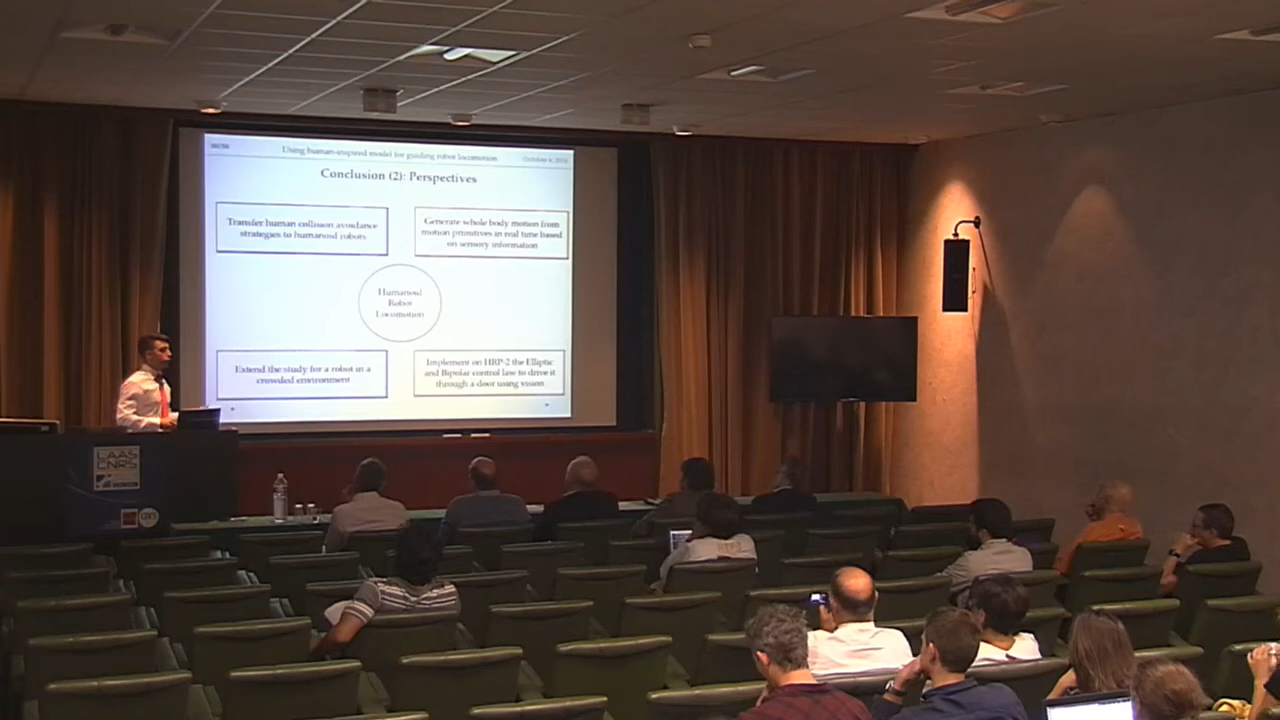 Using human-inspired model for guiding robot locomotion
October 4, 2016
Conclusion (2): Perspectives
Transfer human collision avoidance
strategies to humanoid robots
Generate whole body motion from
motion primitives in real time based
on sensory information
Humanoid
Robot
Locomotion
Extend the study for a robot in a
crowded environment
Implement on HRP-2 the Elliptic
and Bipolar control law to drive it
through a door using vision
LAAS
CNRS